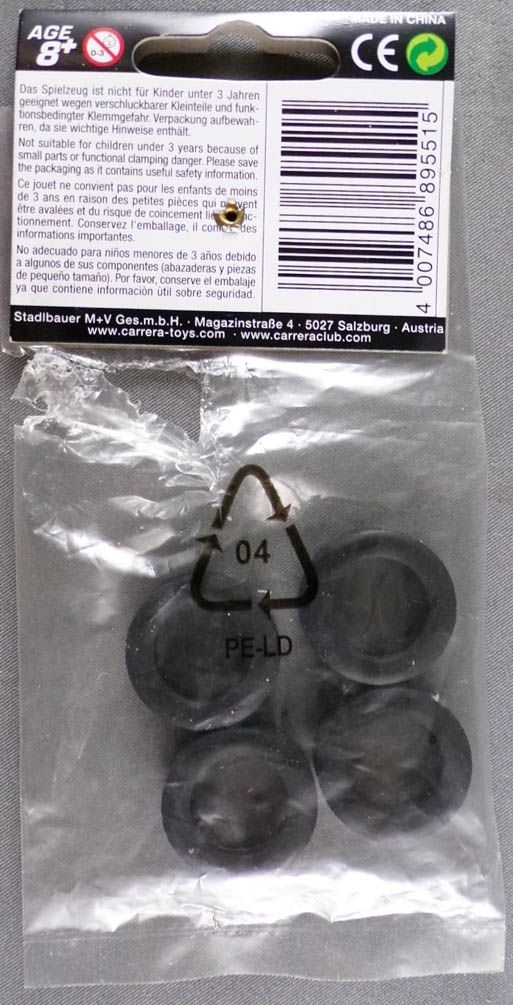 MADE IN CHINA
AGE
8+
0-3
CE
Das Spielzeug ist nicht für Kinder unter 3 Jahren
geeignet wegen verschluckbarer Kleinteile und funk-
tionsbedingter Klemmgefahr. Verpackung aufbewah-
ren, da sie wichtige Hinweise enthält.
Not suitable for children under 3 years because of
small parts or functional clamping danger. Please save
the packaging as it contains useful safety information.
Ce jouet ne convient pas pour les enfants de moins
de 3 ans en raison des petites pièces qui
être avalées et du risque de coincement
tionnement. Conservez l'emballage, il des
informations importantes.
No adecuado para niños menores de 3 años debido
a algunos de sus componentes (abazaderas y piezas
de pequeño tamaño). Por favor, conserve el embalaje
ya que contiene información útil sobre seguridad.
4 007486 895515
Stadlbauer M+V Ges.m.b.H. · Magazinstraße 4 · 5027 Salzburg · Austria
www.carrera-toys.com · www.carreraclub.com
04
PE-LD